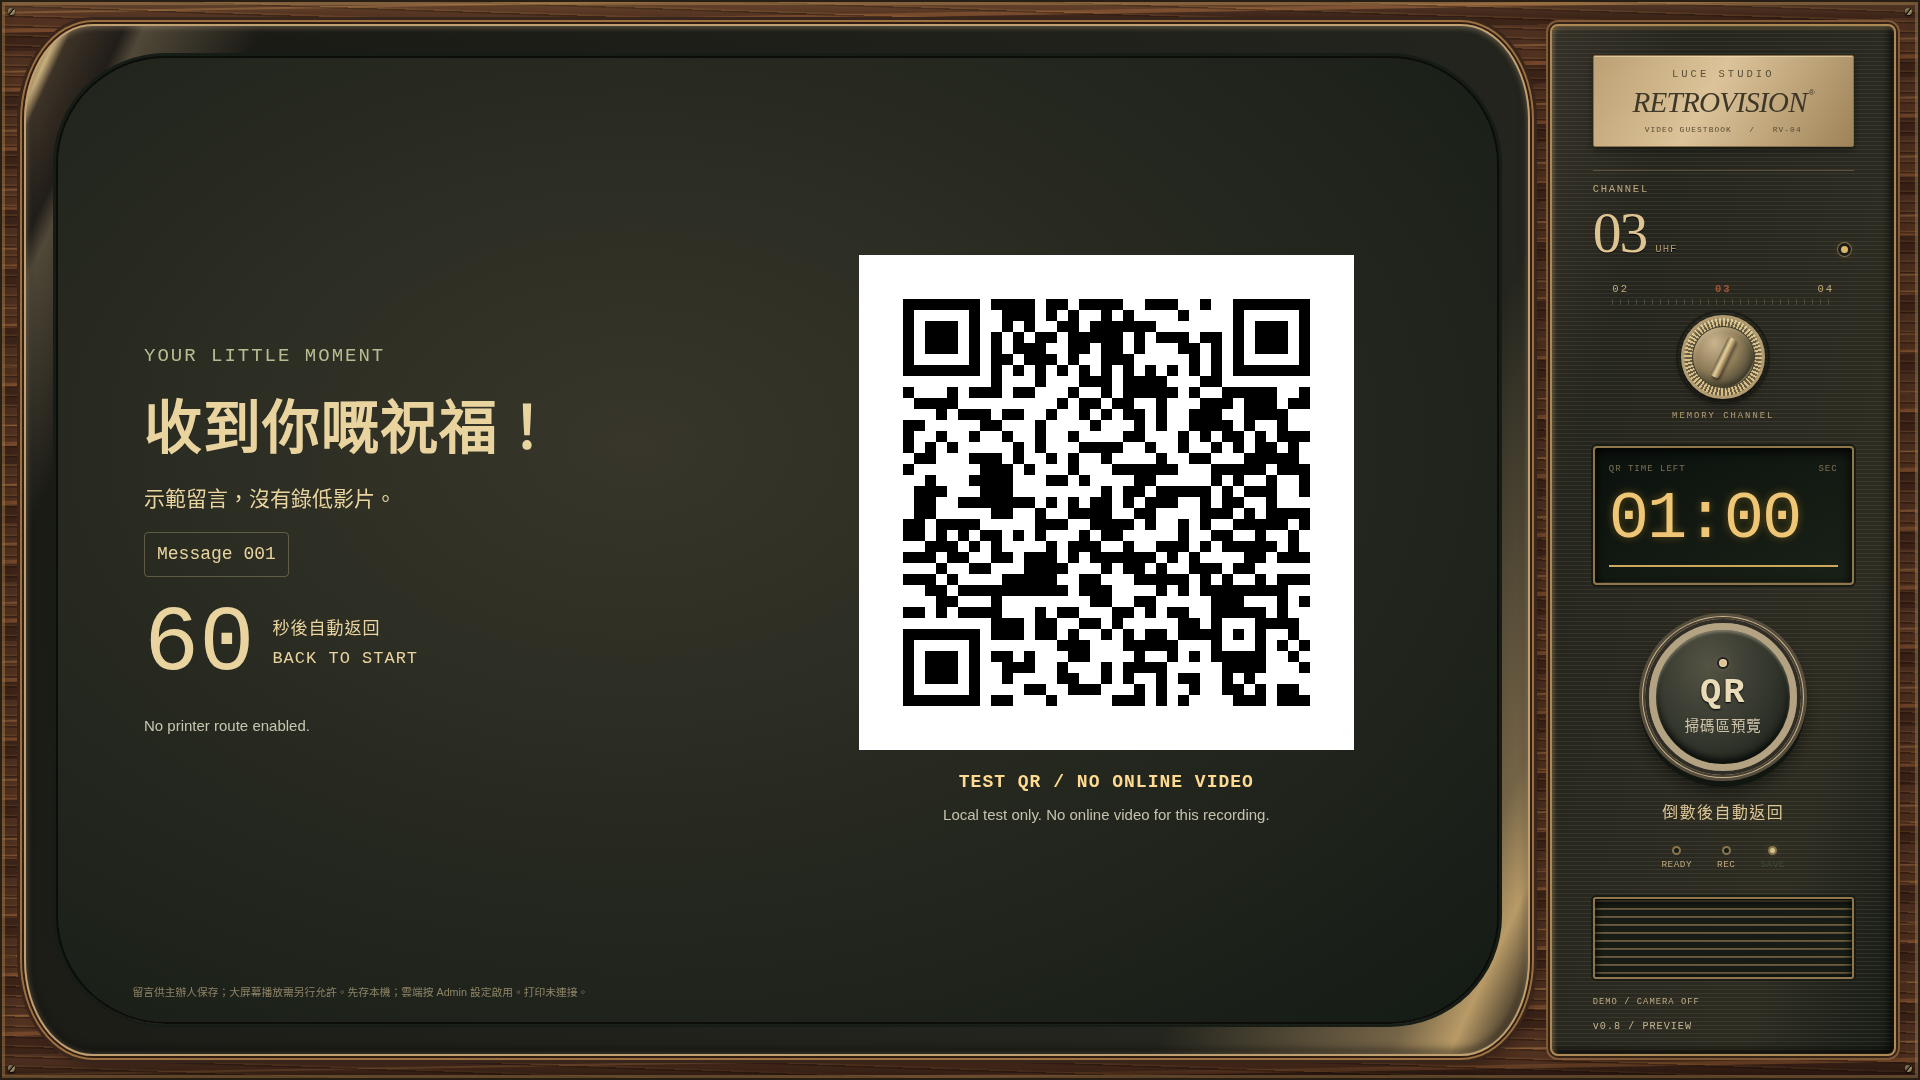 YOUR LITTLE MOMENT
收到你嘅祝福！
示範留言，沒有錄低影片。
Message 001
60
秒後自動返回
BACK TO START
No printer route enabled.
TEST QR / NO ONLINE VIDEO
Local test only. No online video for this recording.
留言供主辦人保存；大屏幕播放需另行允許。先存本機；雲端按 Admin 設定啟用。打印未連接。
LUCE STUDIO
RETROVISION®
VIDEO GUESTBOOK / RV-04
CHANNEL
03 UHF
02 03 04
MEMORY CHANNEL
QR TIME LEFT SEC
01:00
QR
掃碼區預覽
倒數後自動返回
READY REC SAVE
DEMO / CAMERA OFF
v0.8 / PREVIEW